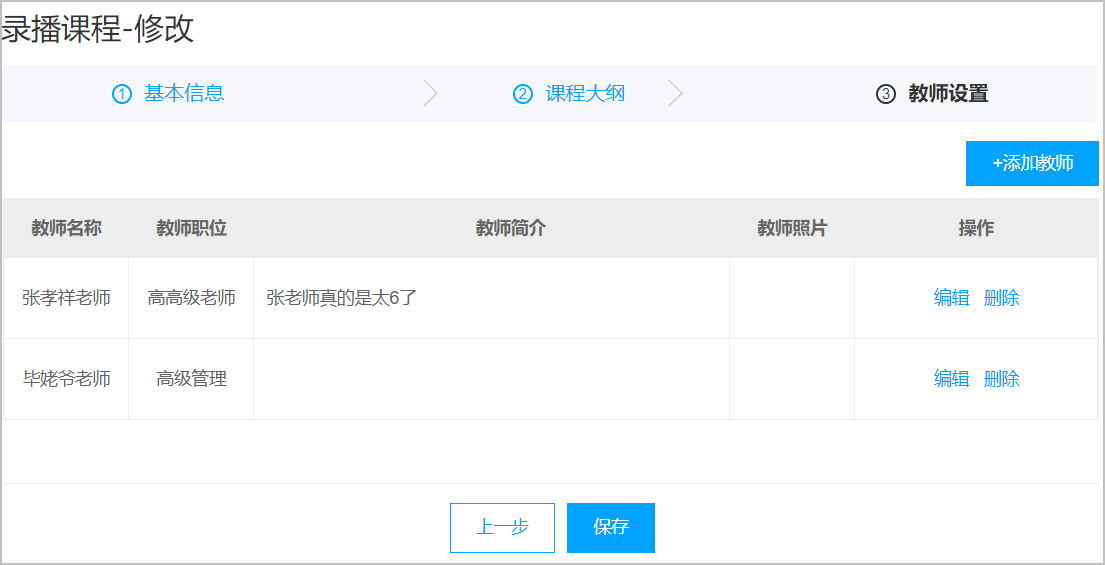 录播课程-修改
① 基本信息 ② 课程大纲 ③ 教师设置
+添加教师
教师名称 教师职位 教师简介 教师照片 操作
张孝祥老师 高高级老师 张老师真的是太6了 编辑 删除
毕姥爷老师 高级管理 编辑 删除
上一步 保存